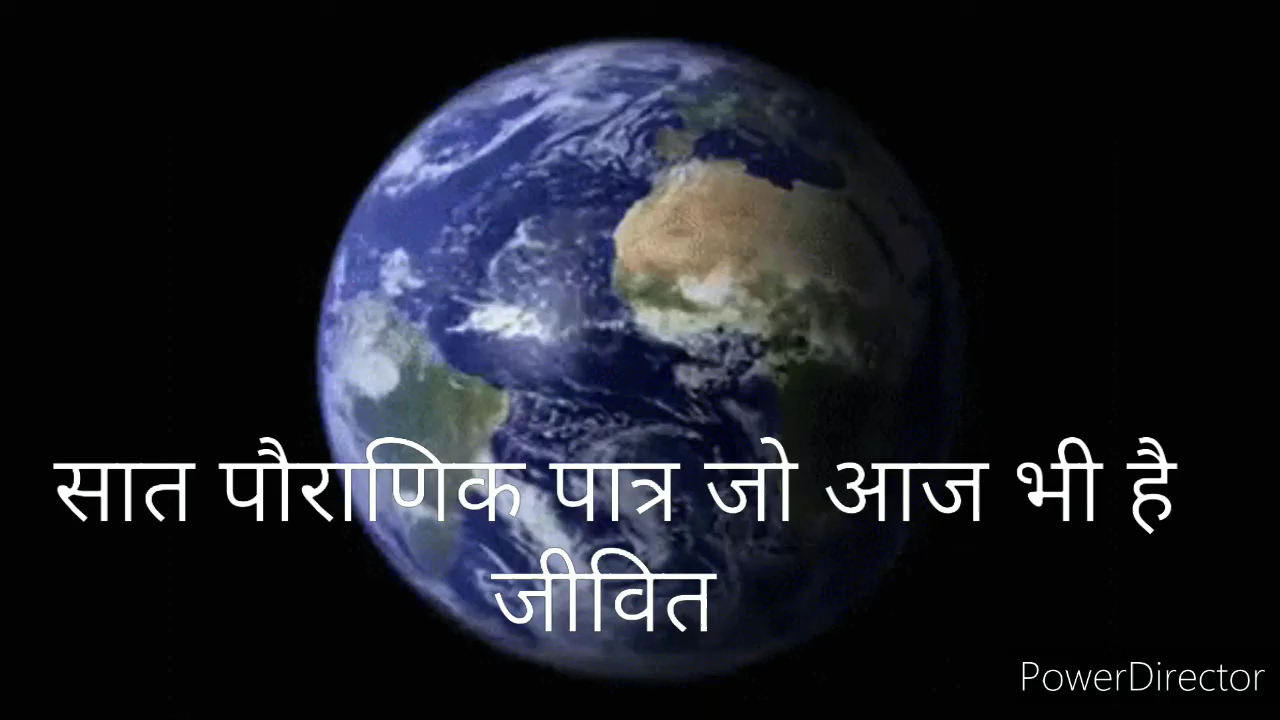 सात पौराणिक पात्र जो आज भी है
जीवित
PowerDirector